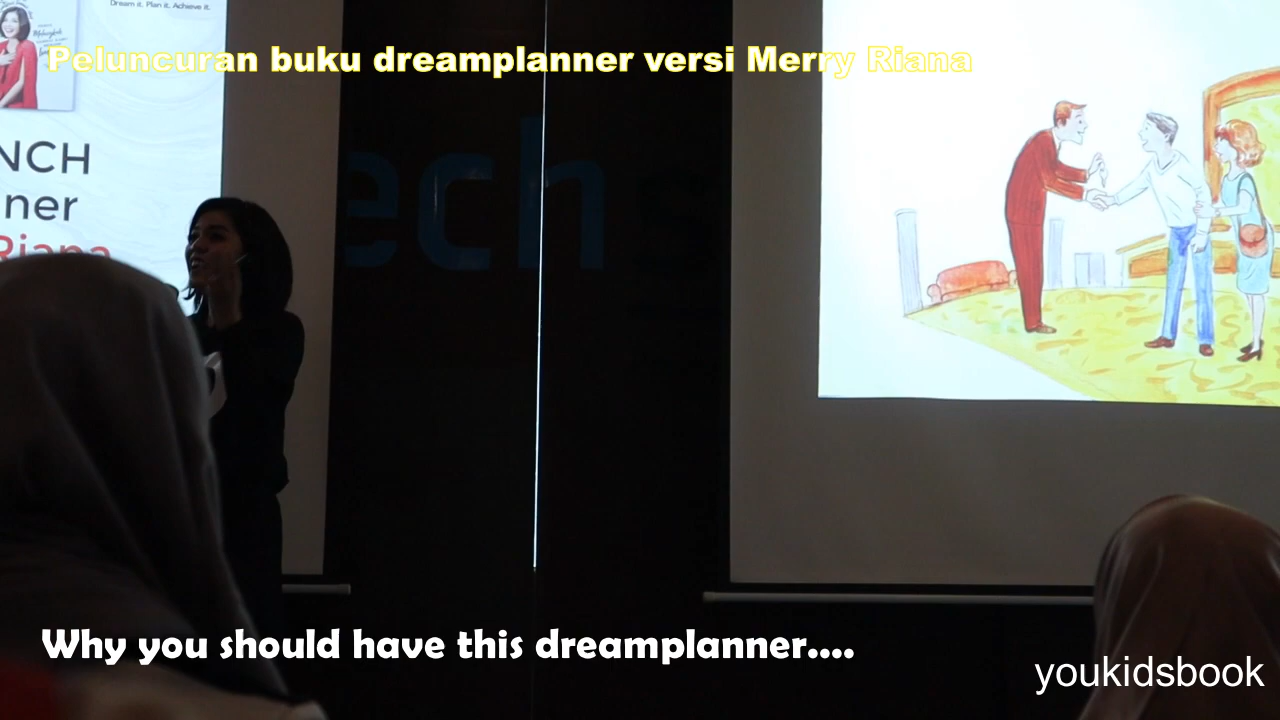 Dream it. Plan it. Achieve it.
Peluncuran buku dreamplanner versi Merry Riana
NCH
ner
Riana
ech
Why you should have this dreamplanner....
youkidsbook